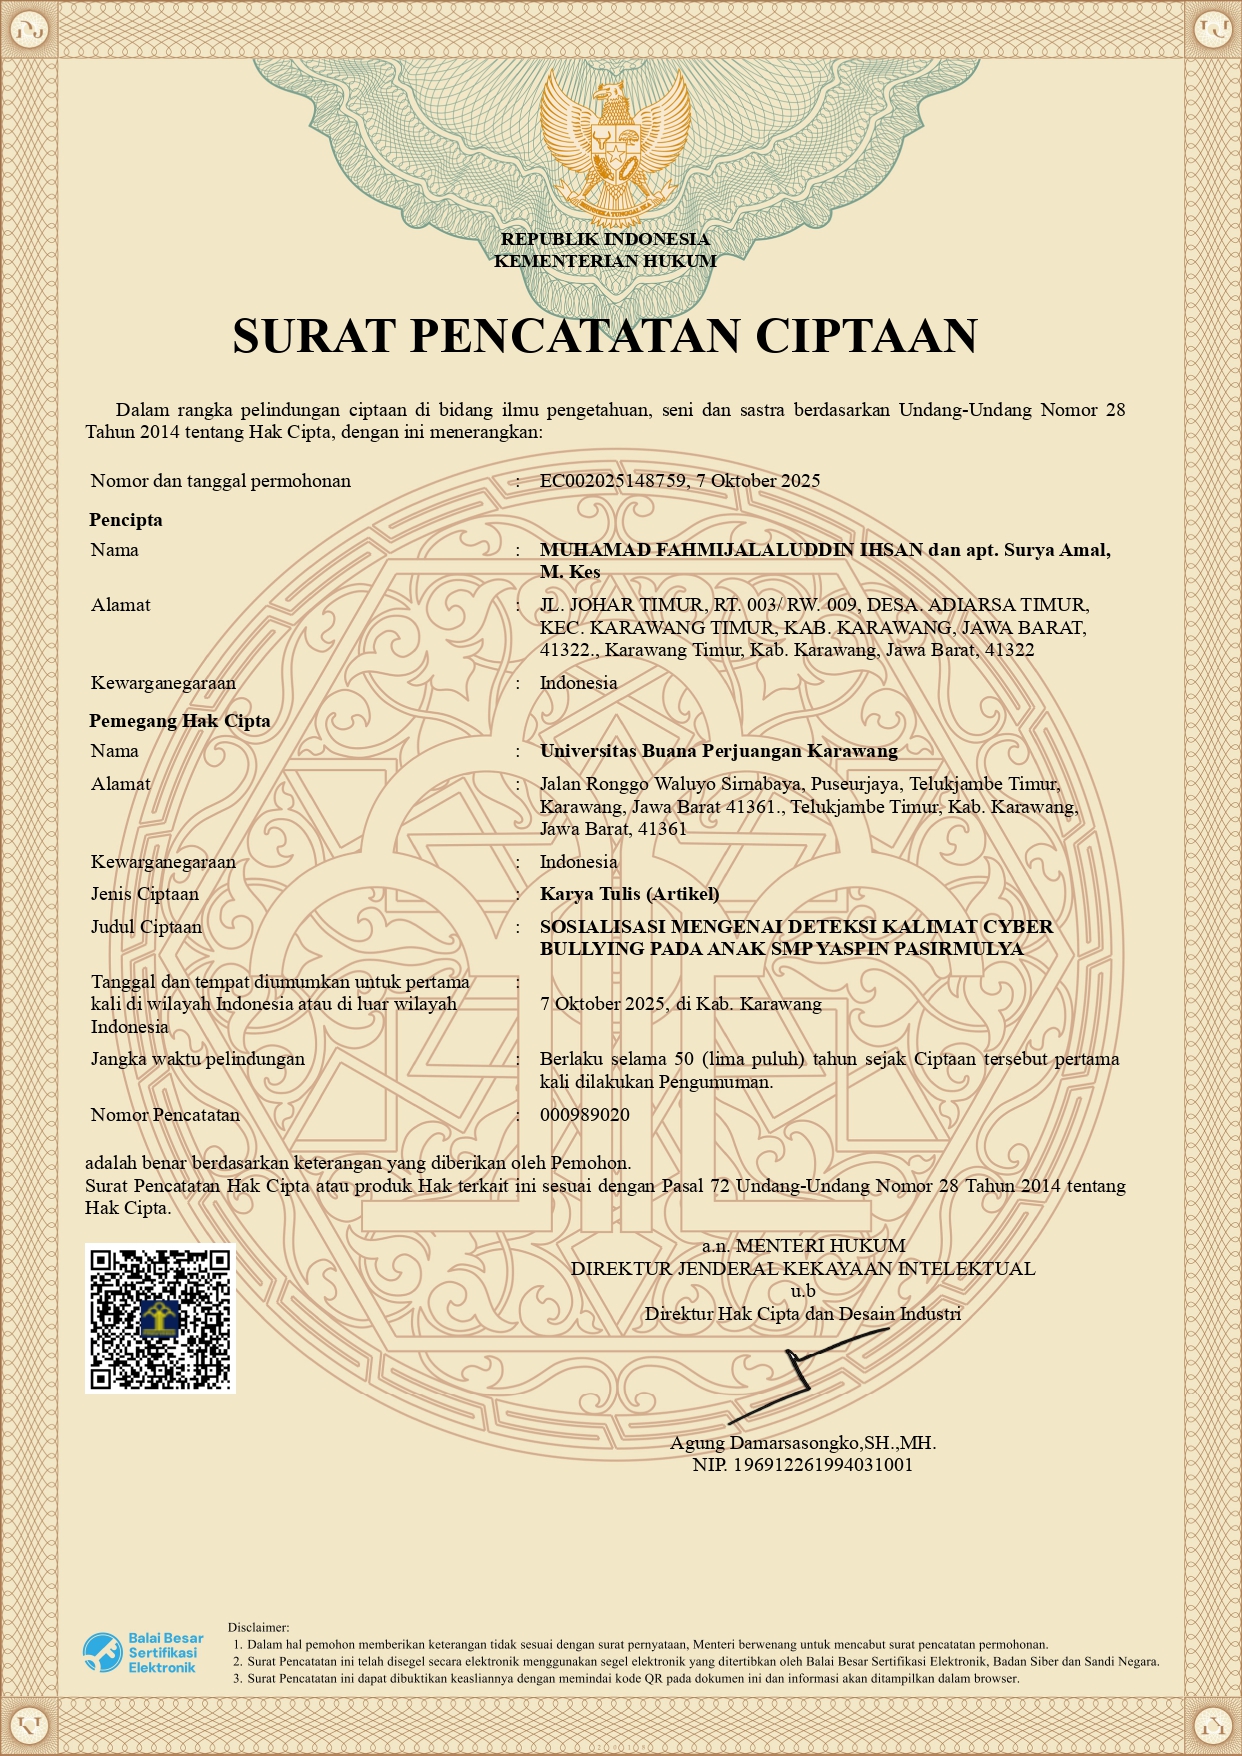 REPUBLIK INDONESIA
KEMENTERIAN HUKUM
SURAT PENCATATAN CIPTAAN
Dalam rangka pelindungan ciptaan di bidang ilmu pengetahuan, seni dan sastra berdasarkan Undang-Undang Nomor 28
Tahun 2014 tentang Hak Cipta, dengan ini menerangkan:
Nomor dan tanggal permohonan : EC002025148759, 7 Oktober 2025
Pencipta
Nama : MUHAMAD FAHMIJALALUDDIN IHSAN dan apt. Surya Amal,
M. Kes
Alamat : JL. JOHAR TIMUR, RT. 003/ RW. 009, DESA. ADIARSA TIMUR,
KEC. KARAWANG TIMUR, KAB. KARAWANG, JAWA BARAT,
41322., Karawang Timur, Kab. Karawang, Jawa Barat, 41322
Kewarganegaraan : Indonesia
Pemegang Hak Cipta
Nama : Universitas Buana Perjuangan Karawang
Alamat : Jalan Ronggo Waluyo Sirnabaya, Puseurjaya, Telukjambe Timur,
Karawang, Jawa Barat 41361., Telukjambe Timur, Kab. Karawang,
Jawa Barat, 41361
Kewarganegaraan : Indonesia
Jenis Ciptaan : Karya Tulis (Artikel)
Judul Ciptaan : SOSIALISASI MENGENAI DETEKSI KALIMAT CYBER
BULLYING PADA ANAK SMP YASPIN PASIRMULYA
Tanggal dan tempat diumumkan untuk pertama :
kali di wilayah Indonesia atau di luar wilayah 7 Oktober 2025, di Kab. Karawang
Indonesia
Jangka waktu pelindungan : Berlaku selama 50 (lima puluh) tahun sejak Ciptaan tersebut pertama
kali dilakukan Pengumuman.
Nomor Pencatatan : 000989020
adalah benar berdasarkan keterangan yang diberikan oleh Pemohon.
Surat Pencatatan Hak Cipta atau produk Hak terkait ini sesuai dengan Pasal 72 Undang-Undang Nomor 28 Tahun 2014 tentang
Hak Cipta.
a.n. MENTERI HUKUM
DIREKTUR JENDERAL KEKAYAAN INTELEKTUAL
u.b
Direktur Hak Cipta dan Desain Industri
Agung Damarsasongko,SH.,MH.
NIP. 196912261994031001
Balai Besar
Sertifikasi
Elektronik
Disclaimer:
1. Dalam hal pemohon memberikan keterangan tidak sesuai dengan surat pernyataan, Menteri berwenang untuk mencabut surat pencatatan permohonan.
2. Surat Pencatatan ini telah disegel secara elektronik menggunakan segel elektronik yang ditertibkan oleh Balai Besar Sertifikasi Elektronik, Badan Siber dan Sandi Negara.
3. Surat Pencatatan ini dapat dibuktikan keasliannya dengan memindai kode QR pada dokumen ini dan informasi akan ditampilkan dalam browser.